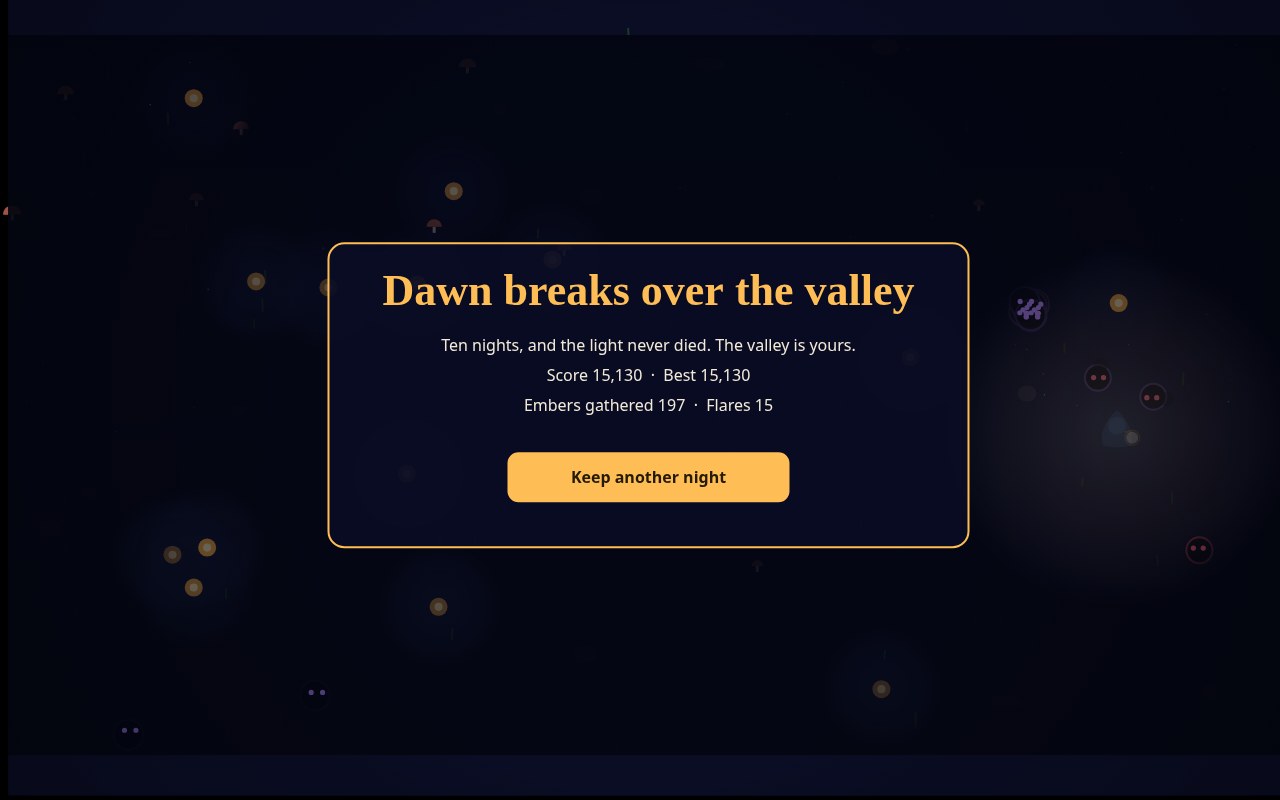 Dawn breaks over the valley
Ten nights, and the light never died. The valley is yours.
Score 15,130 · Best 15,130
Embers gathered 197 · Flares 15
Keep another night